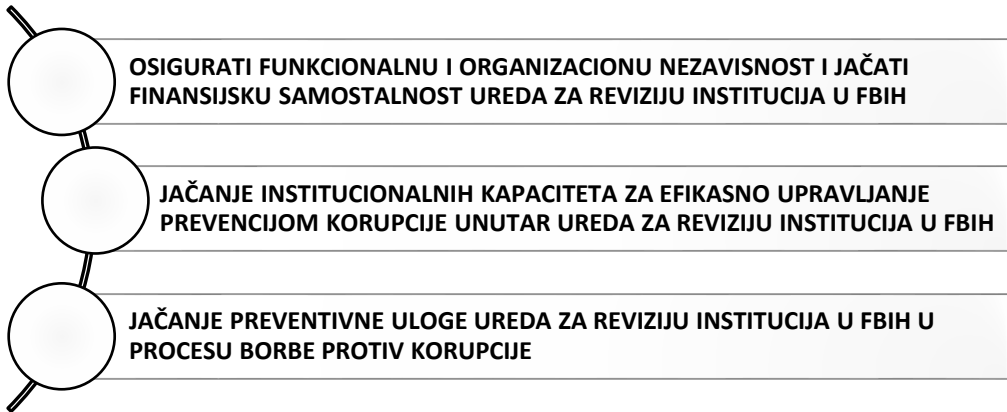 OSIGURATI FUNKCIONALNU I ORGANIZACIONU NEZAVISNOST I JAČATI
FINANSIJSKU SAMOSTALNOST UREDA ZA REVIZIJU INSTITUCIJA U FBIH
JAČANJE INSTITUCIONALNIH KAPACITETA ZA EFIKASNO UPRAVLJANJE
PREVENCIJOM KORUPCIJE UNUTAR UREDA ZA REVIZIJU INSTITUCIJA U FBIH
JAČANJE PREVENTIVNE ULOGE UREDA ZA REVIZIJU INSTITUCIJA U FBIH U
PROCESU BORBE PROTIV KORUPCIJE